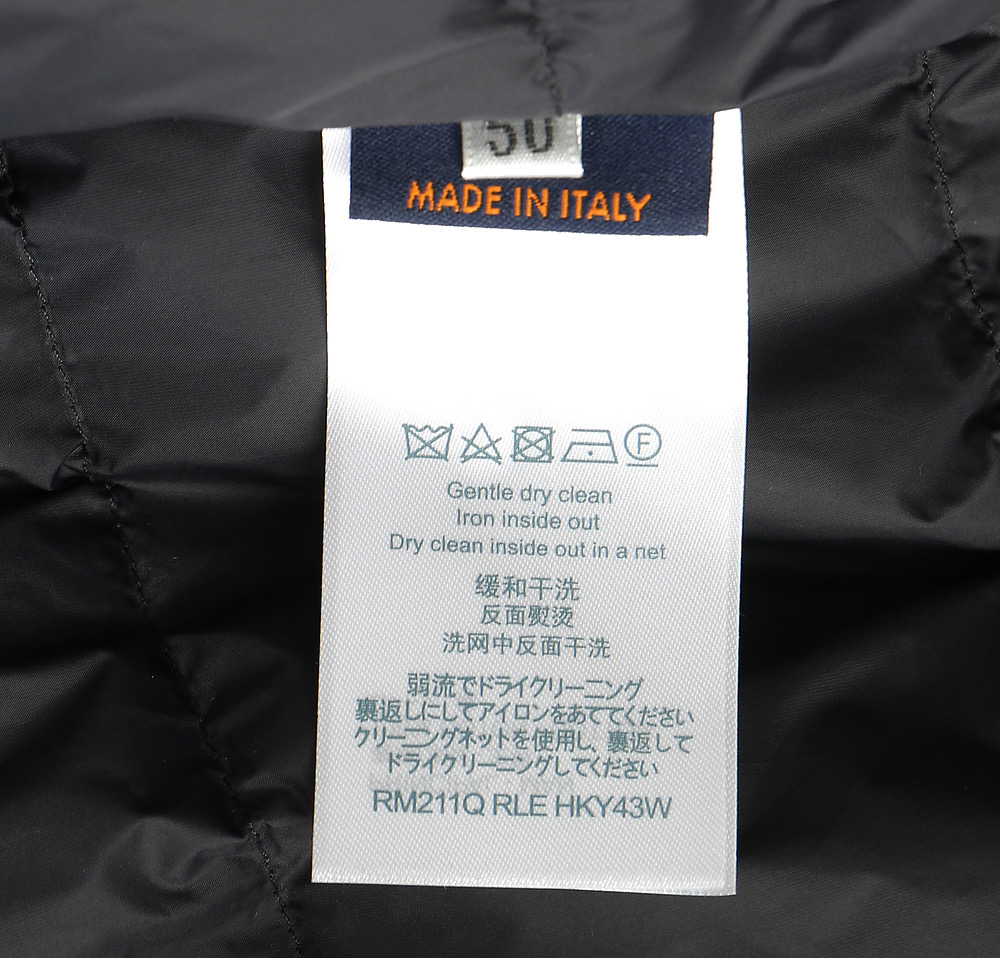 50
MADE IN ITALY
F
Gentle dry clean
Iron inside out
Dry clean inside out in a net
缓和干洗
反面熨烫
洗网中反面干洗
弱流でドライクリーニング
裏返しにしてアイロンをあててください
クリーニングネットを使用し、裏返して
ドライクリーニングしてください
RM211Q RLE HKY43W